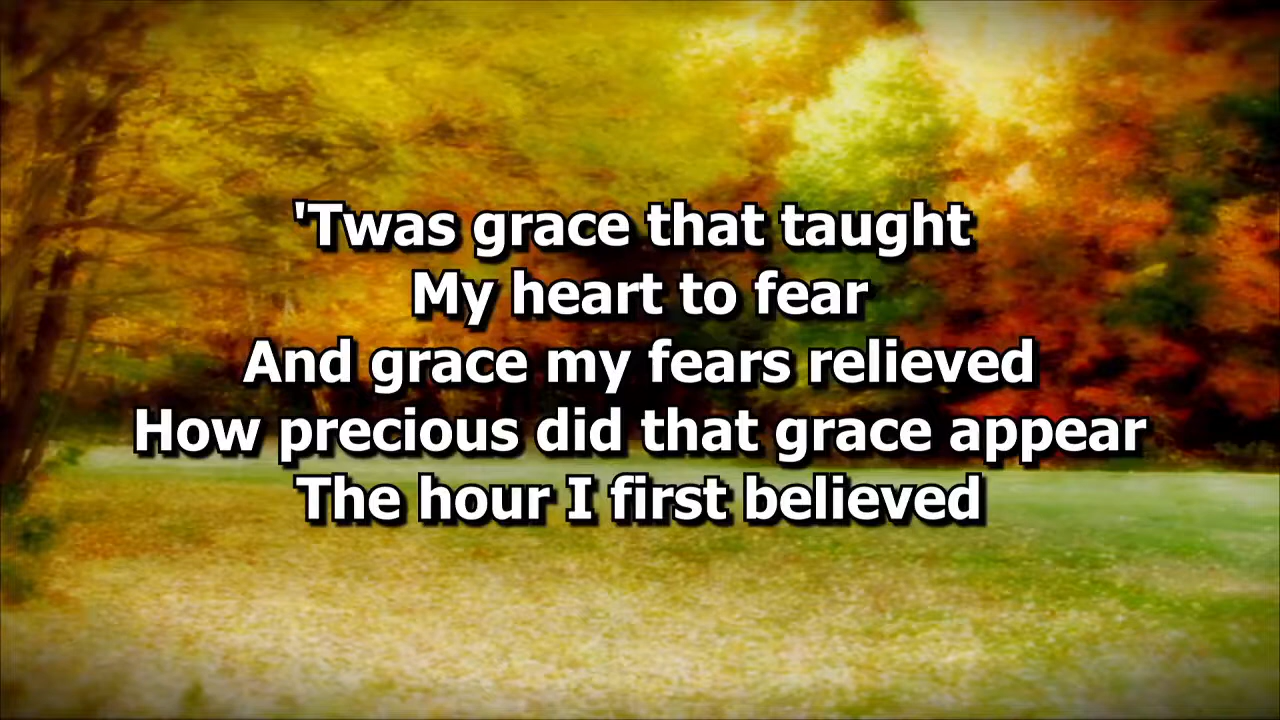 'Twas grace that taught
My heart to fear
And grace my fears relieved
How precious did that grace appear
The hour I first believed